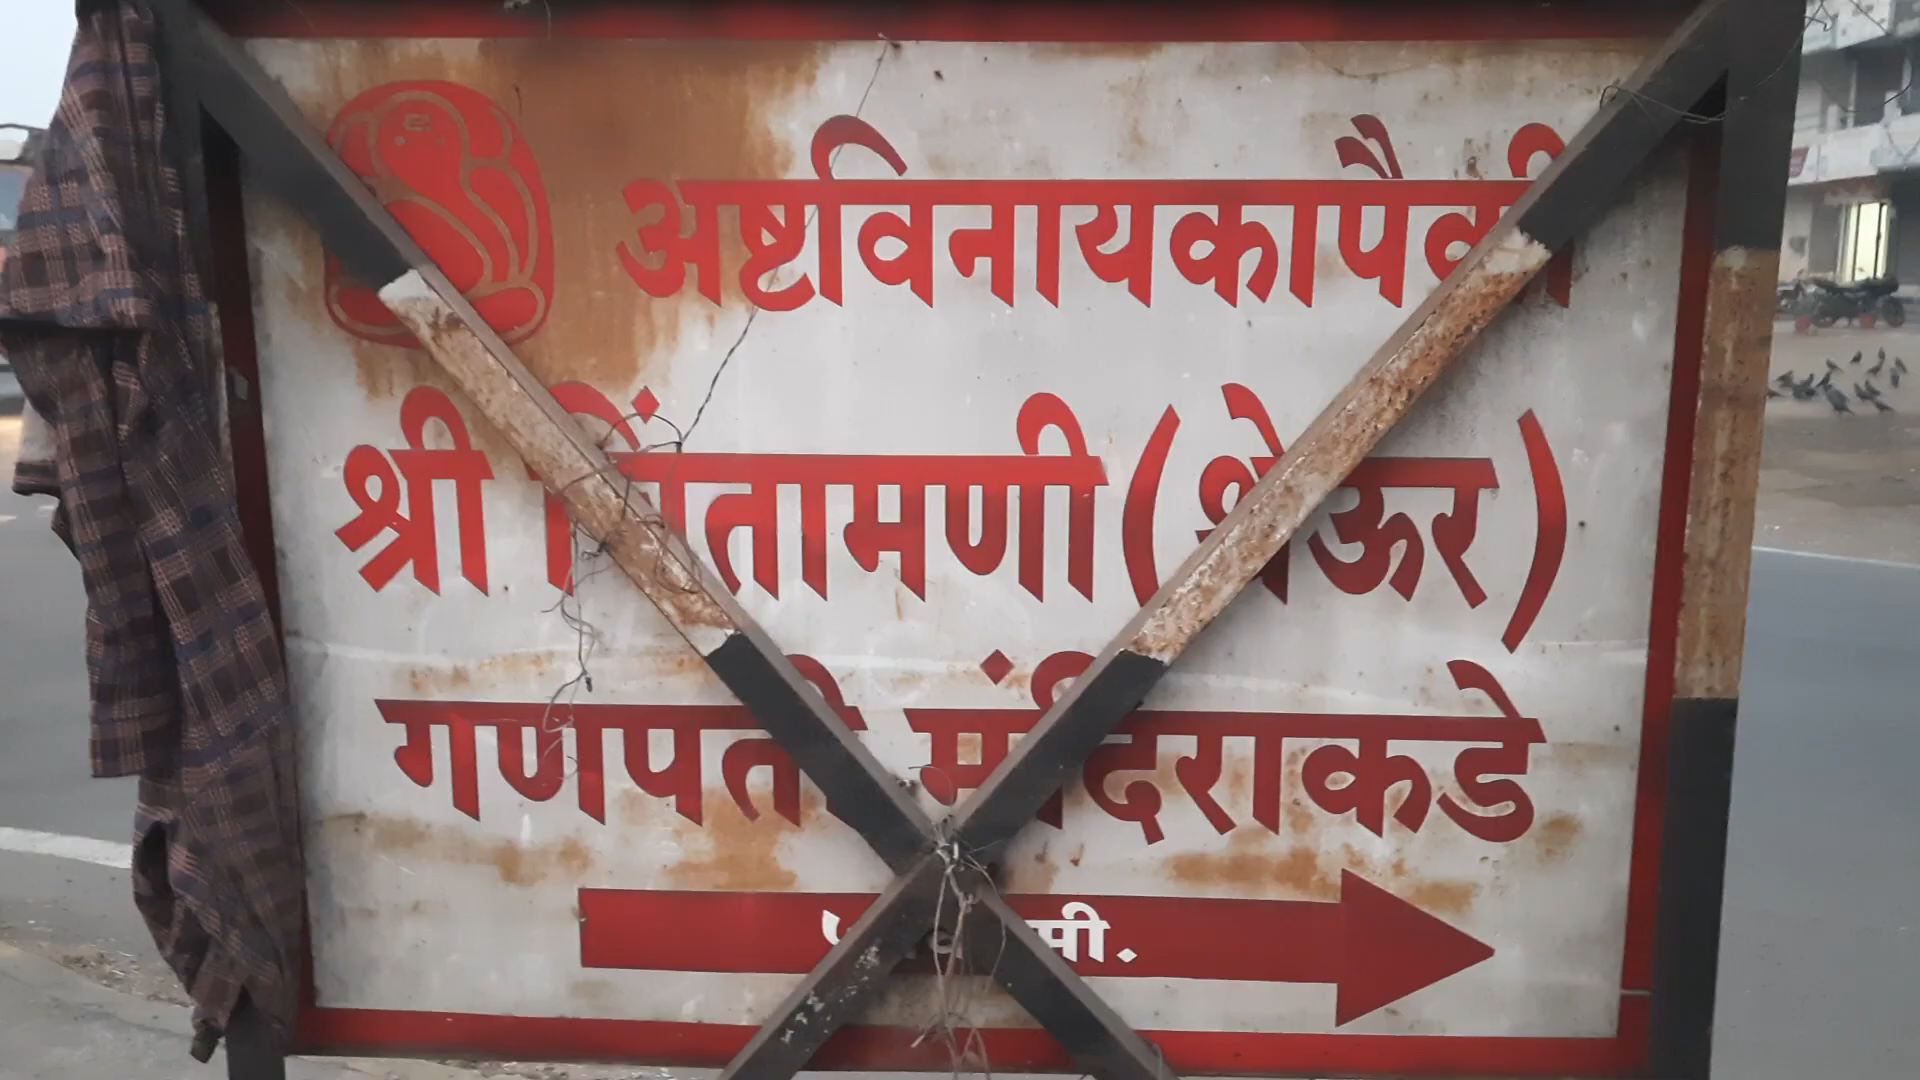 अष्टविनायकापैकी
श्री चिंतामणी (थेऊर)
गणपती मंदिराकडे
मी.